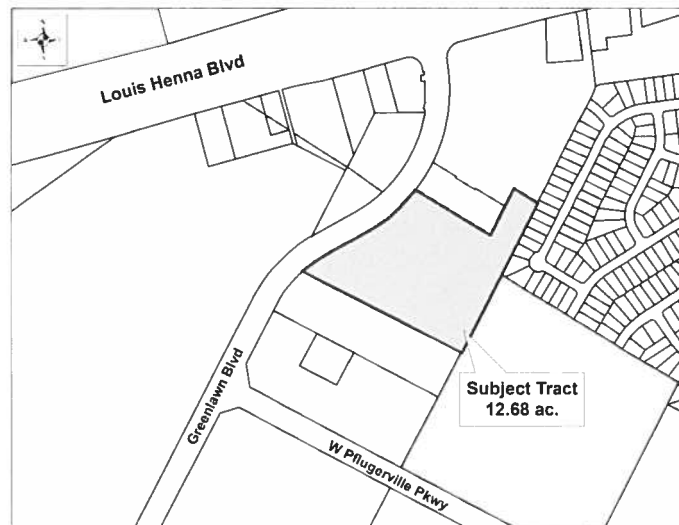 Louis Henna Blvd
Greenlawn Blvd
Subject Tract
12.68 ac.
W Pflugerville Pkwy